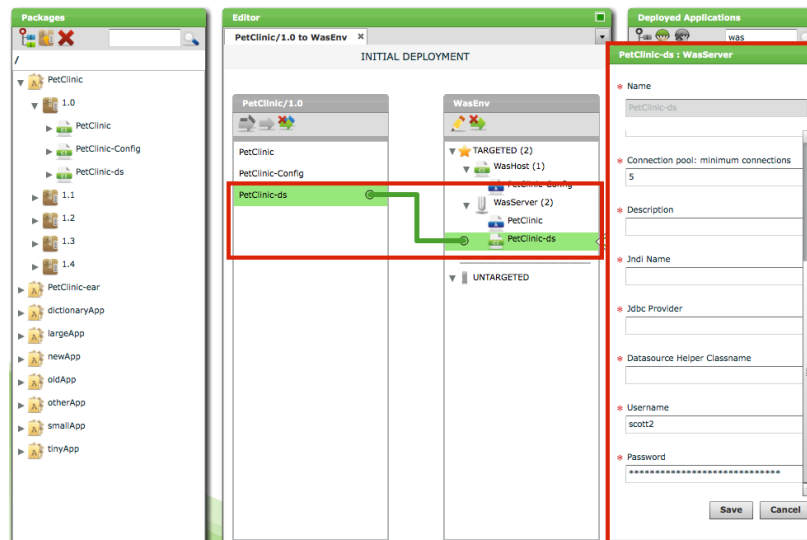 Packages
/
PetClinic
1.0
PetClinic
PetClinic-Config
PetClinic-ds
1.1
1.2
1.3
1.4
PetClinic-ear
dictionaryApp
largeApp
newApp
oldApp
otherApp
smallApp
tinyApp
Editor
PetClinic/1.0 to WasEnv
INITIAL DEPLOYMENT
PetClinic/1.0
PetClinic
PetClinic-Config
PetClinic-ds
WasEnv
TARGETED (2)
WasHost (1)
PetClinic-Config
WasServer (2)
PetClinic
PetClinic-ds
UNTARGETED
Deployed Applications
was
PetClinic-ds : WasServer
* Name
PetClinic-ds
* Connection pool: minimum connections
5
* Description
* Jndi Name
* Jdbc Provider
* Datasource Helper Classname
* Username
scott2
* Password
*****************************
Save Cancel